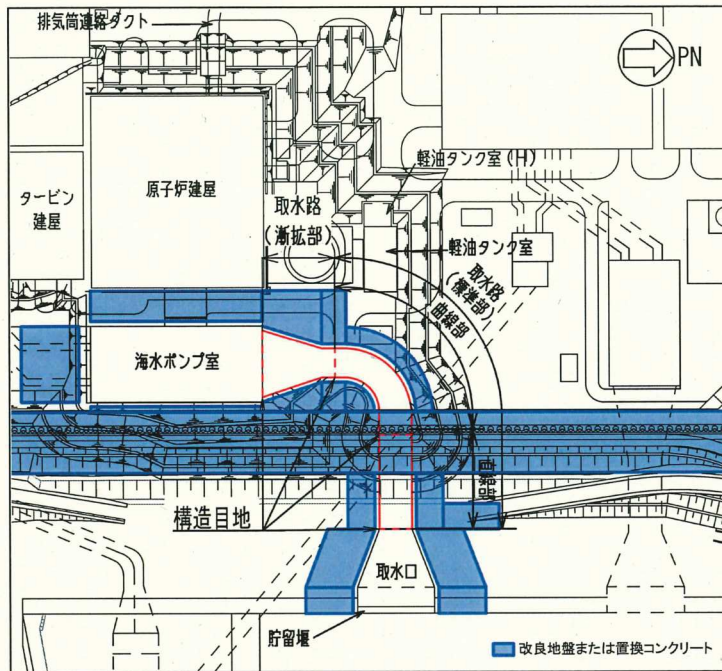 排気筒連絡ダクト
PN
タービン
建屋
原子炉建屋
取水路
(漸拡部)
軽油タンク室(H)
軽油タンク室
取水路
(標準部)
曲線部
海水ポンプ室
直線部
構造目地
取水口
貯留堰
改良地盤または置換コンクリート